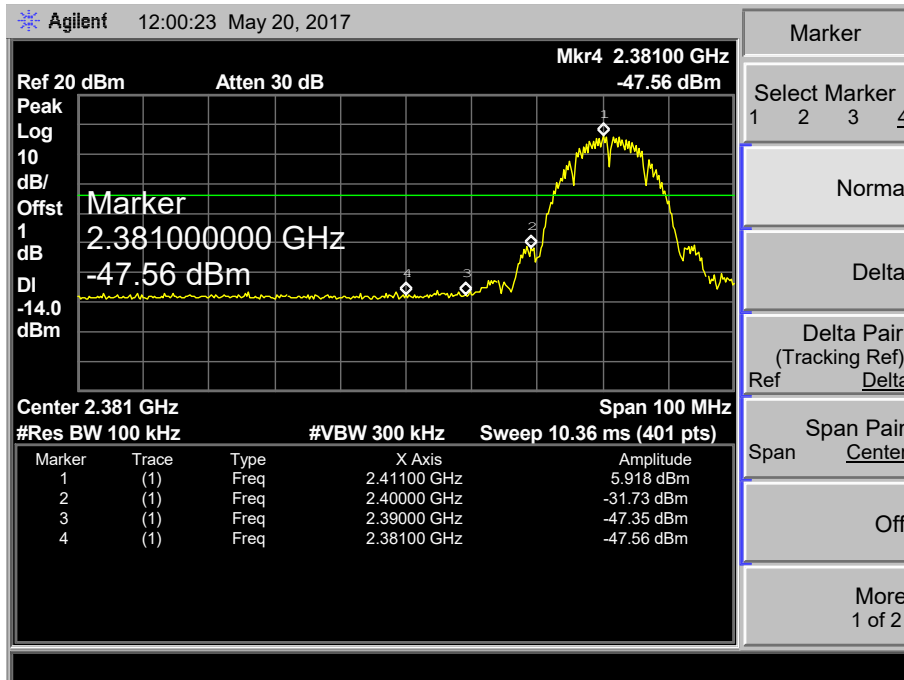 Agilent 12:00:23 May 20, 2017
Mkr4 2.38100 GHz
Ref 20 dBm Atten 30 dB -47.56 dBm
Peak
Log
10
dB/
Offst
1
dB
DI
-14.0
dBm
1
2
3
4
Marker
2.381000000 GHz
-47.56 dBm
Center 2.381 GHz Span 100 MHz
#Res BW 100 kHz #VBW 300 kHz Sweep 10.36 ms (401 pts)
Marker Trace Type X Axis Amplitude
1 (1) Freq 2.41100 GHz 5.918 dBm
2 (1) Freq 2.40000 GHz -31.73 dBm
3 (1) Freq 2.39000 GHz -47.35 dBm
4 (1) Freq 2.38100 GHz -47.56 dBm
Marker
Select Marker
1 2 3 4
Norma
Delta
Delta Pair
(Tracking Ref)
Ref Delta
Span Pair
Span Center
Off
More
1 of 2